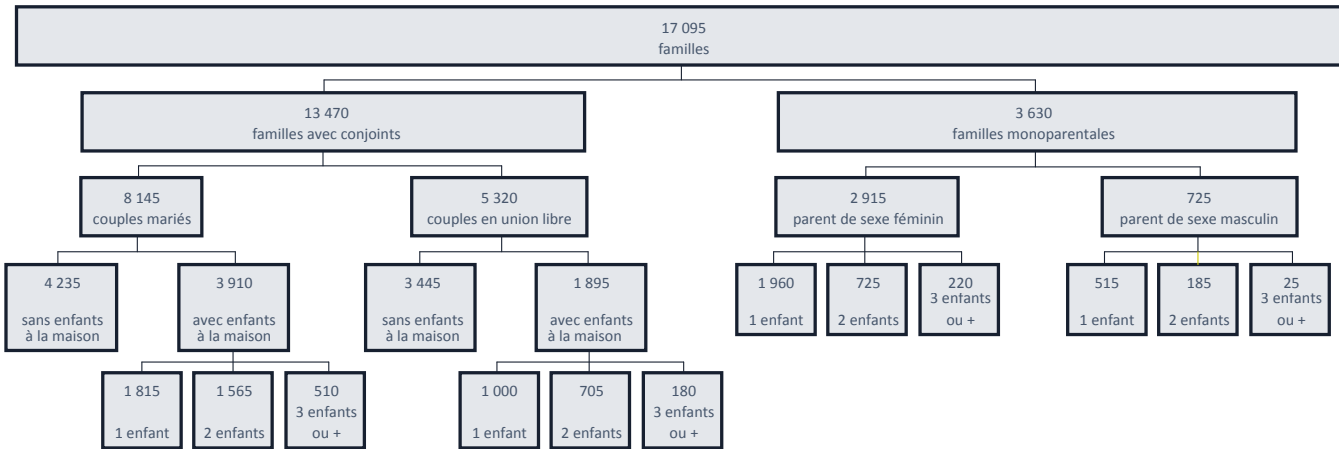 17 095
familles
13 470
familles avec conjoints
3 630
familles monoparentales
8 145
couples mariés
5 320
couples en union libre
2 915
parent de sexe féminin
725
parent de sexe masculin
4 235
sans enfants
à la maison
3 910
avec enfants
à la maison
3 445
sans enfants
à la maison
1 895
avec enfants
à la maison
1 960
1 enfant
725
2 enfants
220
3 enfants
ou +
515
1 enfant
185
2 enfants
25
3 enfants
ou +
1 815
1 enfant
1 565
2 enfants
510
3 enfants
ou +
1 000
1 enfant
705
2 enfants
180
3 enfants
ou +